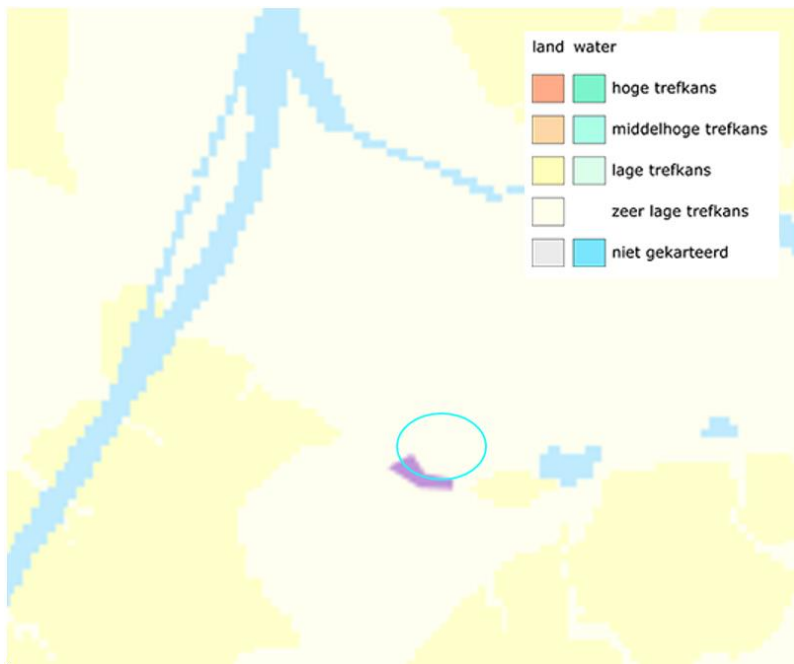 land water
hoge trefkans
middelhoge trefkans
lage trefkans
zeer lage trefkans
niet gekarteerd